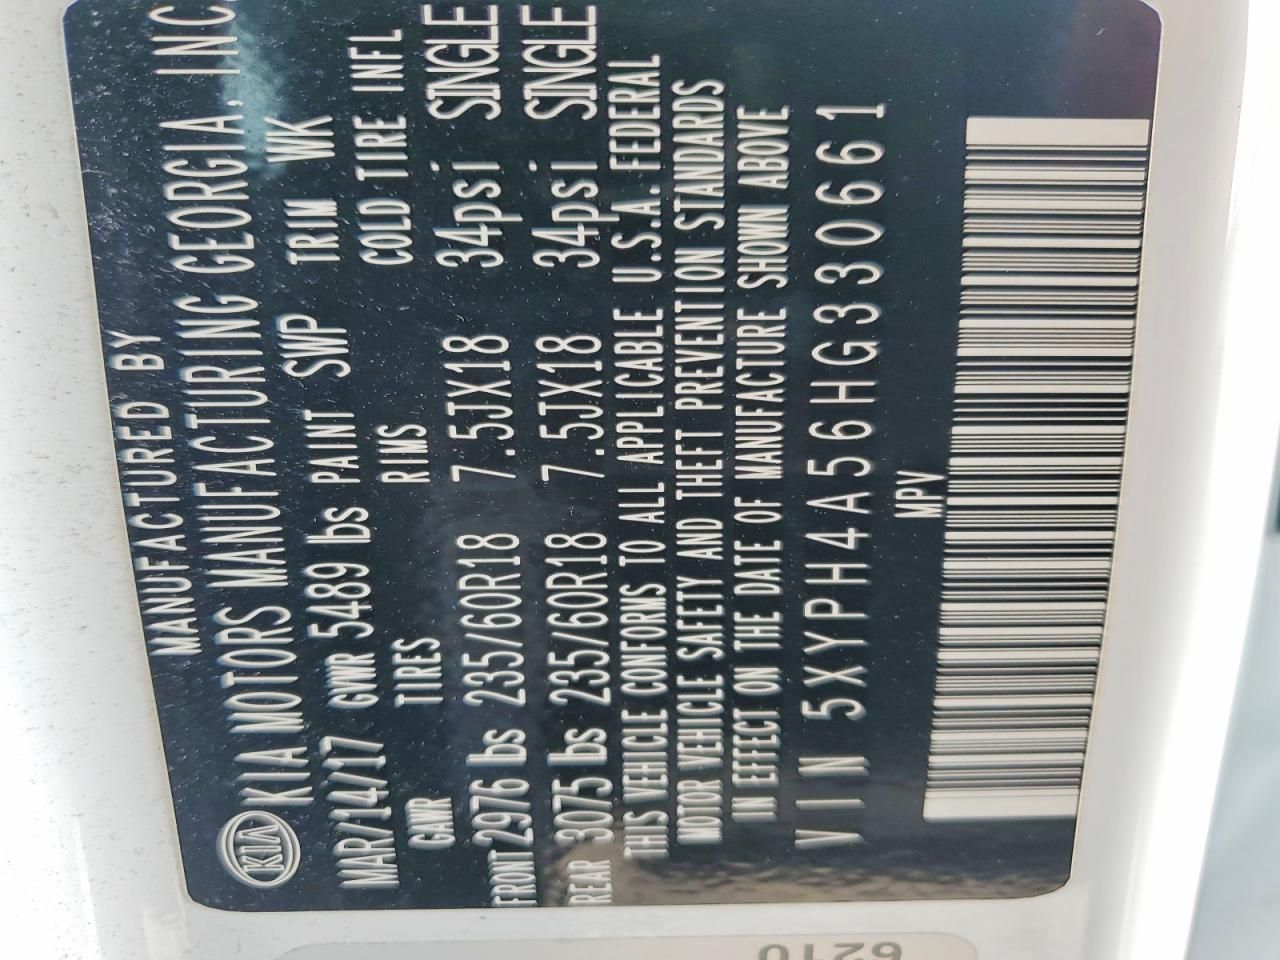 MANUFACTURED BY
KIA KIA MOTORS MANUFACTURING GEORGIA, INC.
MAR/14/17 GVWR 5489 lbs PAINT SWP TRIM WK
GAWR TIRES RIMS COLD TIRE INFL
FRONT 2976 lbs 235/60R18 7.5JX18 34psi SINGLE
REAR 3075 lbs 235/60R18 7.5JX18 34psi SINGLE
THIS VEHICLE CONFORMS TO ALL APPLICABLE U.S.A. FEDERAL
MOTOR VEHICLE SAFETY AND THEFT PREVENTION STANDARDS
IN EFFECT ON THE DATE OF MANUFACTURE SHOWN ABOVE
VIN 5XYPH4A56HG330661
MPV
6210